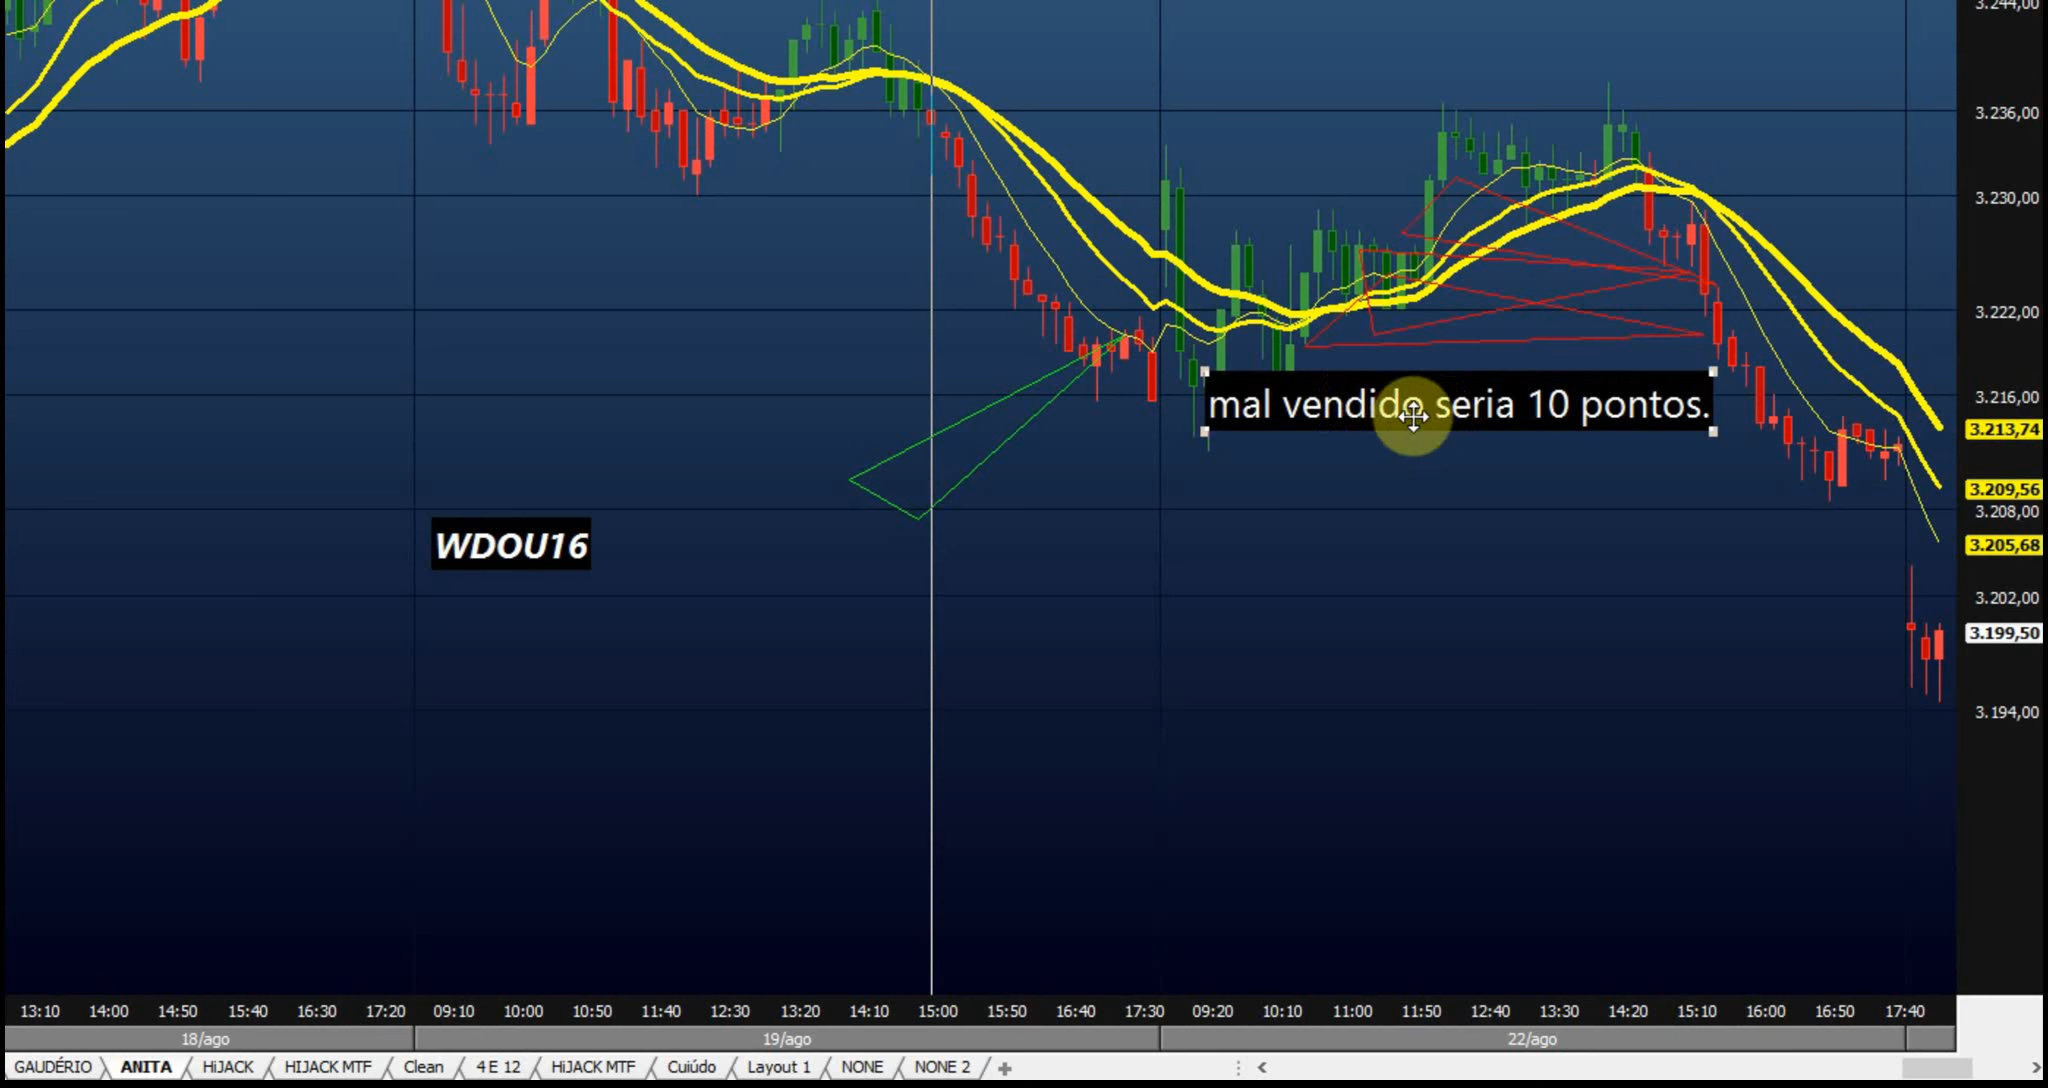 3.244,00
3.236,00
3.230,00
3.222,00
mal vendido seria 10 pontos.
3.216,00
3.213,74
3.209,56
3.208,00
WDOU16
3.205,68
3.202,00
3.199,50
3.194,00
13:10 14:00 14:50 15:40 16:30 17:20 09:10 10:00 10:50 11:40 12:30 13:20 14:10 15:00 15:50 16:40 17:30 09:20 10:10 11:00 11:50 12:40 13:30 14:20 15:10 16:00 16:50 17:40
18/ago 19/ago 22/ago
GAUDÉRIO ANITA HiJACK HIJACK MTF Clean 4 E 12 HiJACK MTF Cuiúdo Layout 1 NONE NONE 2